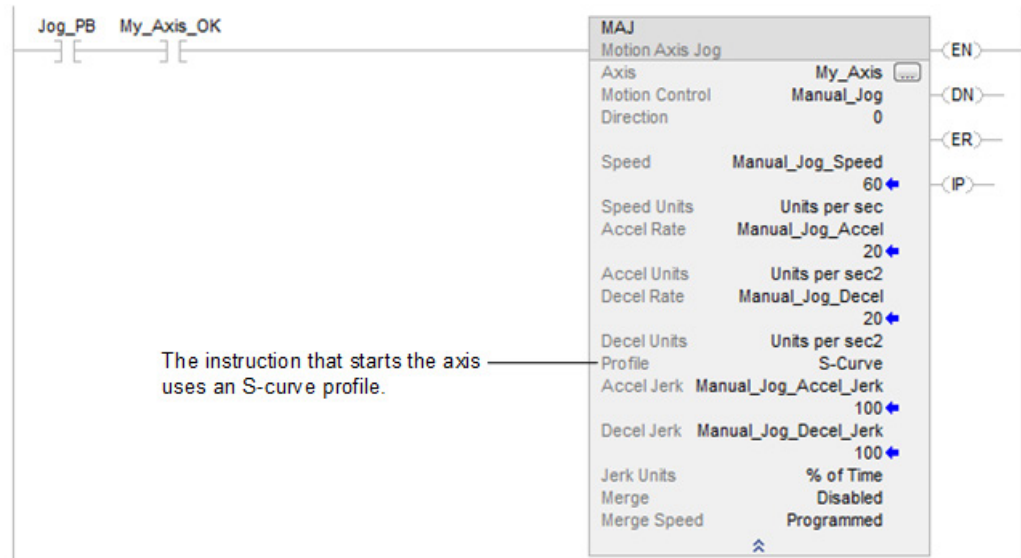 Jog_PB My_Axis_OK
MAJ
Motion Axis Jog
Axis My_Axis ...
Motion Control Manual_Jog
Direction 0
Speed Manual_Jog_Speed
60
Speed Units Units per sec
Accel Rate Manual_Jog_Accel
20
Accel Units Units per sec2
Decel Rate Manual_Jog_Decel
20
Decel Units Units per sec2
Profile S-Curve
Accel Jerk Manual_Jog_Accel_Jerk
100
Decel Jerk Manual_Jog_Decel_Jerk
100
Jerk Units % of Time
Merge Disabled
Merge Speed Programmed
EN
DN
ER
IP
The instruction that starts the axis
uses an S-curve profile.